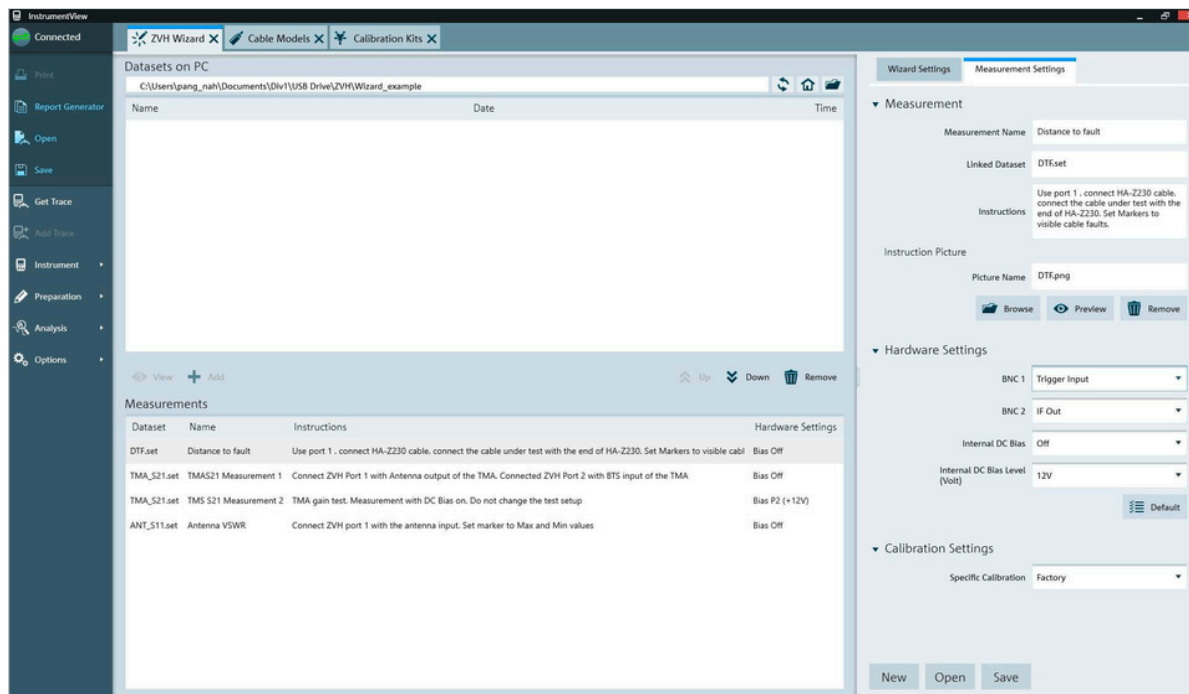 InstrumentView
Connected
Print
Report Generator
Open
Save
Get Trace
Add Trace
Instrument
Preparation
Analysis
Options
ZVH Wizard X Cable Models X Calibration Kits X
Datasets on PC
C:\Users\pang_nah\Documents\Div1\USB Drive\ZVH\Wizard_example
Name Date Time
View Add Up Down Remove
Measurements
Dataset Name Instructions Hardware Settings
DTF.set Distance to fault Use port 1 . connect HA-Z230 cable. connect the cable under test with the end of HA-Z230. Set Markers to visible cabl Bias Off
TMA_S21.set TMAS21 Measurement 1 Connect ZVH Port 1 with Antenna output of the TMA. Connected ZVH Port 2 with BTS input of the TMA Bias Off
TMA_S21.set TMS S21 Measurement 2 TMA gain test. Measurement with DC Bias on. Do not change the test setup Bias P2 (+12V)
ANT_S11.set Antenna VSWR Connect ZVH port 1 with the antenna input. Set marker to Max and Min values Bias Off
Wizard Settings Measurement Settings
Measurement
Measurement Name Distance to fault
Linked Dataset DTF.set
Instructions
Use port 1 . connect HA-Z230 cable.
connect the cable under test with the
end of HA-Z230. Set Markers to
visible cable faults.
Instruction Picture
Picture Name DTF.png
Browse Preview Remove
Hardware Settings
BNC 1 Trigger Input
BNC 2 IF Out
Internal DC Bias Off
Internal DC Bias Level
(Volt) 12V
Default
Calibration Settings
Specific Calibration Factory
New Open Save